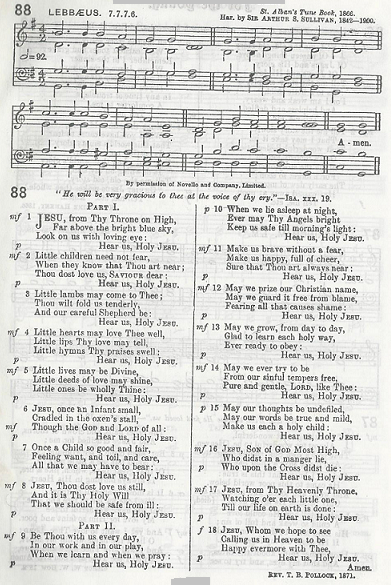 88 LEBBÆUS. 7.7.7.6.
St. Alban's Tune Book, 1866.
Har. by SIR ARTHUR S. SULLIVAN, 1842—1900.
=92
A - men.
By permission of Novello and Company, Limited.
88 "He will be very gracious to thee at the voice of thy cry."—ISA. xxx. 19.
PART I.
mf 1 JESU, from Thy Throne on High,
Far above the bright blue sky,
Look on us with loving eye:
p Hear us, Holy JESU.
mf 2 Little children need not fear,
When they know that Thou art near;
Thou dost love us, SAVIOUR dear:
p Hear us, Holy JESU.
3 Little lambs may come to Thee;
Thou wilt fold us tenderly,
And our careful Shepherd be:
p Hear us, Holy JESU.
mf 4 Little hearts may love Thee well,
Little lips Thy love may tell,
Little hymns Thy praises swell:
p Hear us, Holy JESU.
mf 5 Little lives may be Divine,
Little deeds of love may shine,
Little ones be wholly Thine:
p Hear us, Holy JESU.
6 JESU, once an Infant small,
Cradled in the oxen's stall,
mf Though the GOD and LORD of all:
p Hear us, Holy JESU.
7 Once a Child so good and fair,
Feeling want, and toil, and care,
All that we may have to bear:
p Hear us, Holy JESU.
mf 8 JESU, Thou dost love us still,
And it is Thy Holy Will
That we should be safe from ill:
p Hear us, Holy JESU.
PART II.
mf 9 Be Thou with us every day,
In our work and in our play,
When we learn and when we pray:
p Hear us, Holy JESU.
p 10 When we lie asleep at night,
Ever may Thy Angels bright
Keep us safe till morning's light:
Hear us, Holy JESU.
mf 11 Make us brave without a fear,
Make us happy, full of cheer,
Sure that Thou art always near:
p Hear us, Holy JESU.
mf 12 May we prize our Christian name,
May we guard it free from blame,
Fearing all that causes shame:
p Hear us, Holy JESU.
mf 13 May we grow, from day to day,
Glad to learn each holy way,
Ever ready to obey:
p Hear us, Holy JESU.
mf 14 May we ever try to be
From our sinful tempers free,
Pure and gentle, LORD, like Thee:
p Hear us, Holy JESU.
p 15 May our thoughts be undefiled,
May our words be true and mild,
Make us each a holy child:
Hear us, Holy JESU.
mf 16 JESU, SON of GOD Most High,
Who didst in a manger lie,
p Who upon the Cross didst die:
Hear us, Holy JESU.
mf 17 JESU, from Thy Heavenly Throne,
Watching o'er each little one,
Till our life on earth is done:
p Hear us, Holy JESU.
f 18 JESU, Whom we hope to see
Calling us in Heaven to be
Happy evermore with Thee,
p Hear us, Holy JESU.
Amen.
REV. T. B. POLLOCK, 1871.